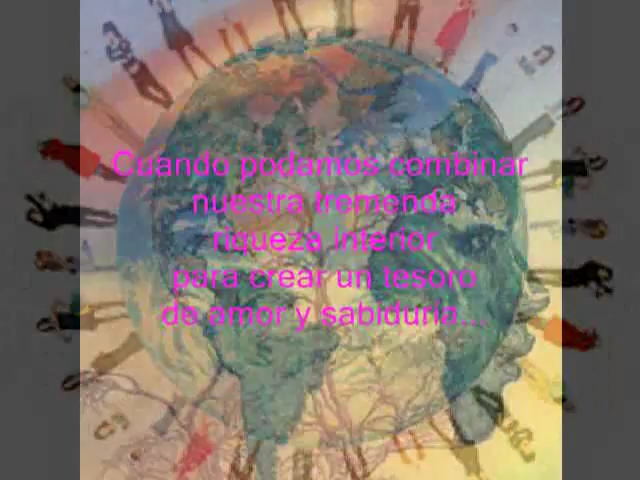 Cuando podamos combinar
nuestra tremenda
riqueza interior
para crear un tesoro
de amor y sabiduría...